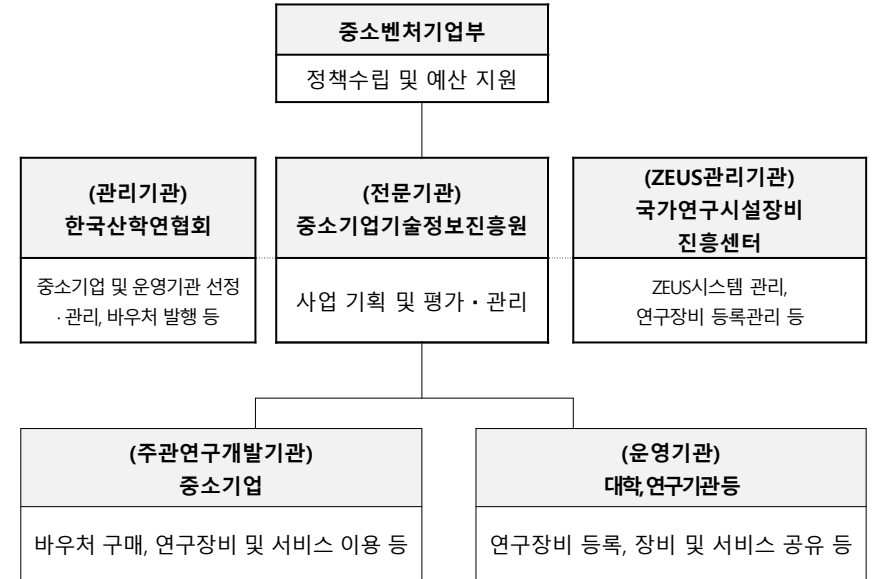 중소벤처기업부
정책수립 및 예산 지원
(관리기관)
한국산학연협회
중소기업 및 운영기관 선정
· 관리, 바우처 발행 등
(전문기관)
중소기업기술정보진흥원
사업 기획 및 평가・관리
(ZEUS관리기관)
국가연구시설장비
진흥센터
ZEUS시스템 관리,
연구장비 등록관리 등
(주관연구개발기관)
중소기업
바우처 구매, 연구장비 및 서비스 이용 등
(운영기관)
대학,연구기관등
연구장비 등록, 장비 및 서비스 공유 등